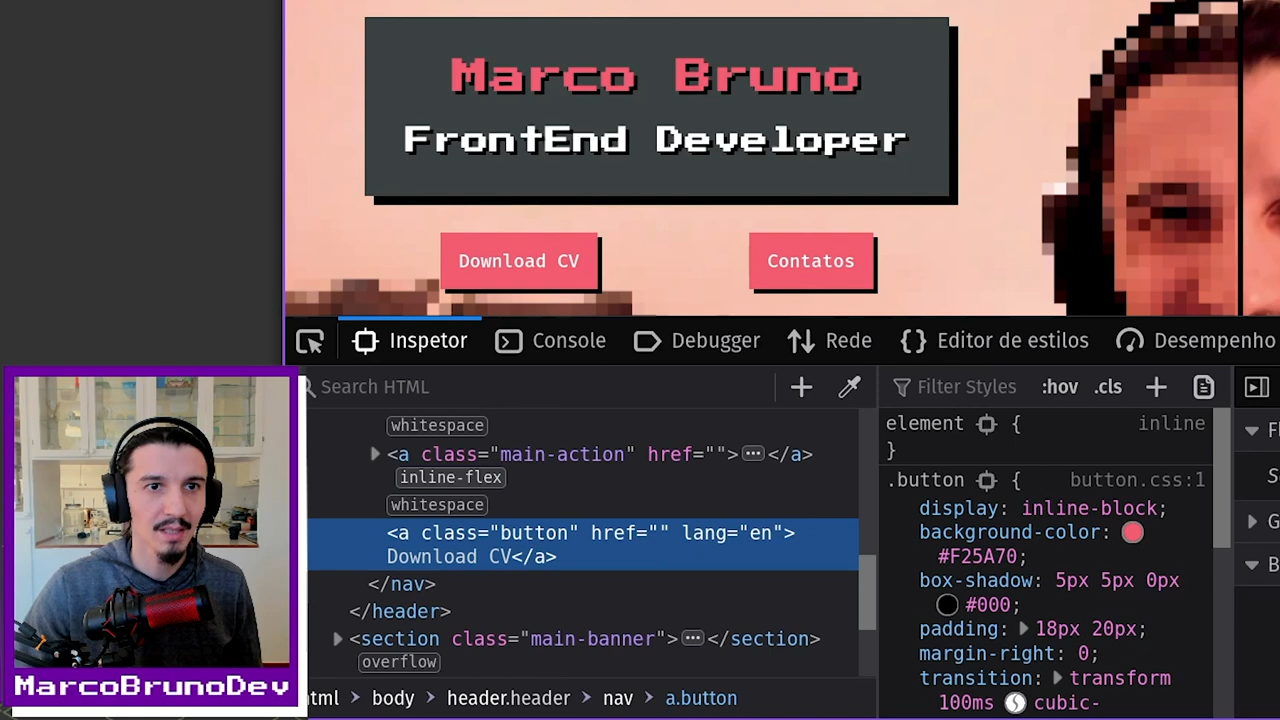 Marco Bruno
FrontEnd Developer
Download CV
Contatos
Inspetor
Console
Debugger
Rede
Editor de estilos
Desempenho
Search HTML
Filter Styles
:hov
.cls
whitespace
<a class="main-action" href=""></a>
inline-flex
whitespace
<a class="button" href="" lang="en">
Download CV</a>
</nav>
</header>
<section class="main-banner"></section>
overflow
body
header.header
nav
a.button
element {
inline
}
.button {
button.css:1
display: inline-block;
background-color:
#F25A70;
box-shadow: 5px 5px 0px
#000;
padding: 18px 20px;
margin-right: 0;
transition: transform
100ms cubic-
MarcoBrunoDev